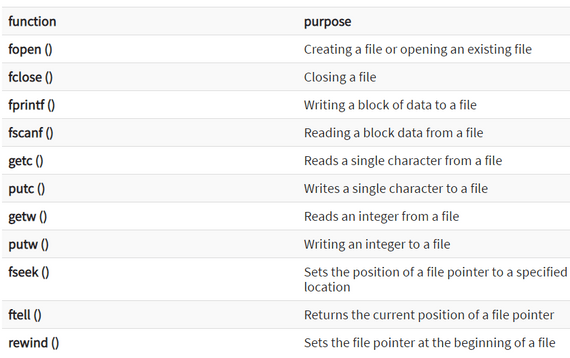 function purpose
fopen () Creating a file or opening an existing file
fclose () Closing a file
fprintf () Writing a block of data to a file
fscanf () Reading a block data from a file
getc () Reads a single character from a file
putc () Writes a single character to a file
getw () Reads an integer from a file
putw () Writing an integer to a file
fseek () Sets the position of a file pointer to a specified
location
ftell () Returns the current position of a file pointer
rewind () Sets the file pointer at the beginning of a file